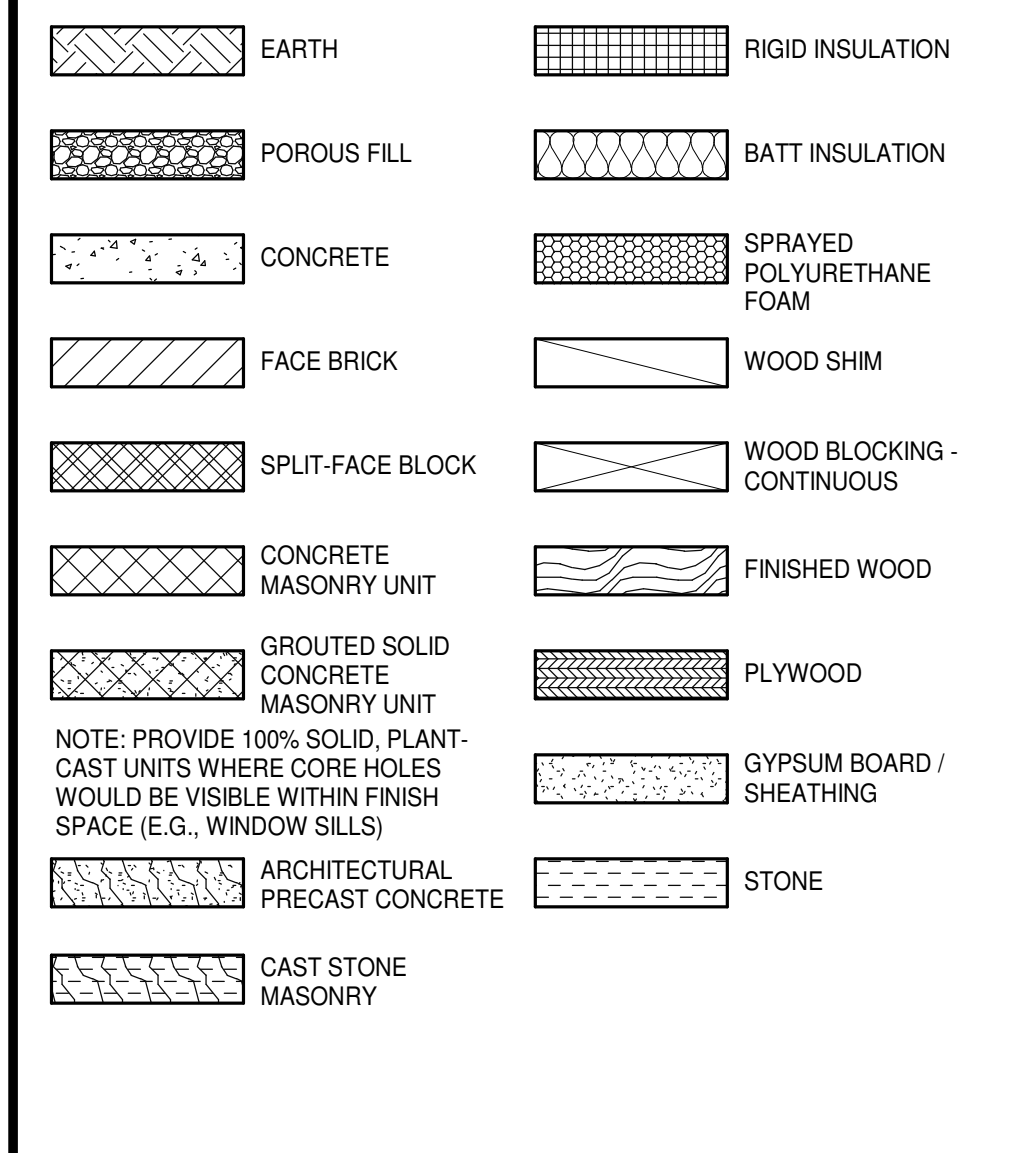 EARTH
POROUS FILL
CONCRETE
FACE BRICK
SPLIT-FACE BLOCK
CONCRETE
MASONRY UNIT
GROUTED SOLID
CONCRETE
MASONRY UNIT
NOTE: PROVIDE 100% SOLID, PLANT-
CAST UNITS WHERE CORE HOLES
WOULD BE VISIBLE WITHIN FINISH
SPACE (E.G., WINDOW SILLS)
ARCHITECTURAL
PRECAST CONCRETE
CAST STONE
MASONRY
RIGID INSULATION
BATT INSULATION
SPRAYED
POLYURETHANE
FOAM
WOOD SHIM
WOOD BLOCKING -
CONTINUOUS
FINISHED WOOD
PLYWOOD
GYPSUM BOARD /
SHEATHING
STONE